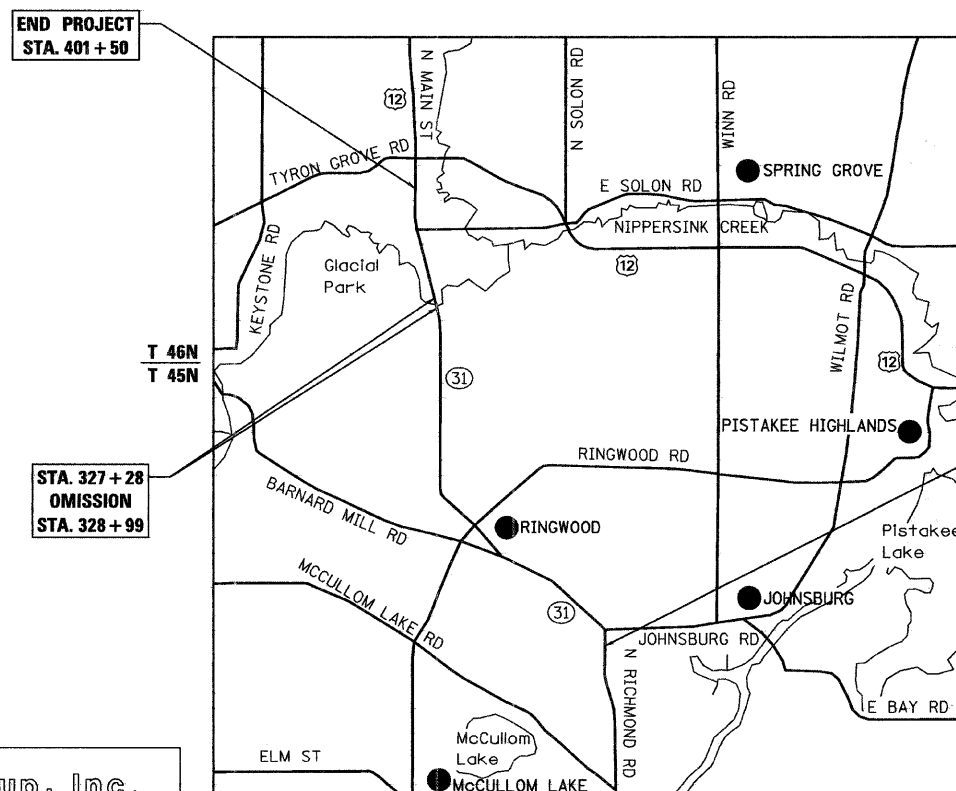 END PROJECT
STA. 401 + 50
N MAIN ST
12
N SOLON RD
WINN RD
TYRON GROVE RD
SPRING GROVE
E SOLON RD
NIPPERSINK CREEK
12
KEYSTONE RD
Glacial
Park
WILMOT RD
T 46N
T 45N
12
31
PISTAKEE HIGHLANDS
RINGWOOD RD
STA. 327 + 28
OMISSION
STA. 328 + 99
BARNARD MILL RD
RINGWOOD
Pistakee
Lake
MCCULLOM LAKE RD
JOHNSBURG
31
JOHNSBURG RD
N RICHMOND RD
E BAY RD
McCullom
Lake
ELM ST
McCULLOM LAKE
up, Inc.